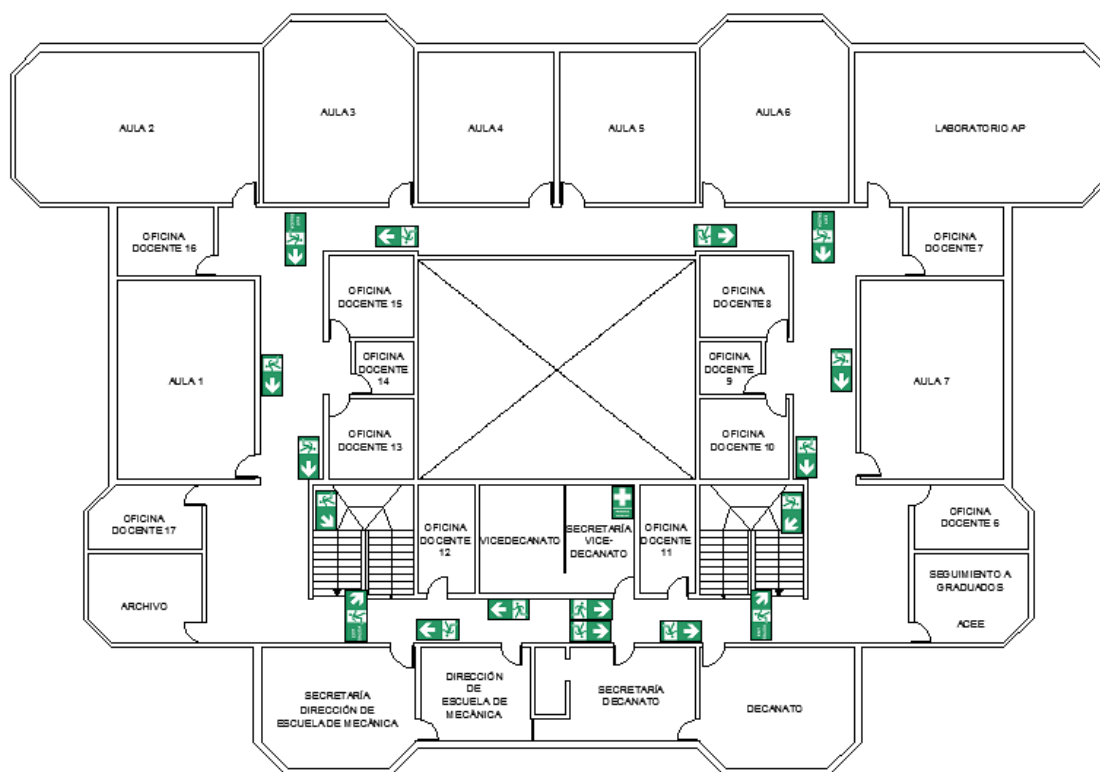 AULA 2
AULA 3
AULA 4
AULA 5
AULA 6
LABORATORIO AP
OFICINA
DOCENTE 16
OFICINA
DOCENTE 7
OFICINA
DOCENTE 15
OFICINA
DOCENTE 8
OFICINA
DOCENTE
14
OFICINA
DOCENTE
9
AULA 1
AULA 7
OFICINA
DOCENTE 13
OFICINA
DOCENTE 10
OFICINA
DOCENTE 17
OFICINA
DOCENTE
12
VICEDECANATO
SECRETARÍA
VICE-
DECANATO
OFICINA
DOCENTE
11
OFICINA
DOCENTE 6
ARCHIVO
SEGUIMIENTO A
GRADUADOS
ACEE
SECRETARÍA
DIRECCIÓN DE
ESCUELA DE MECÀNICA
DIRECCIÓN
DE
ESCUELA DE
MECÀNICA
SECRETARÍA
DECANATO
DECANATO